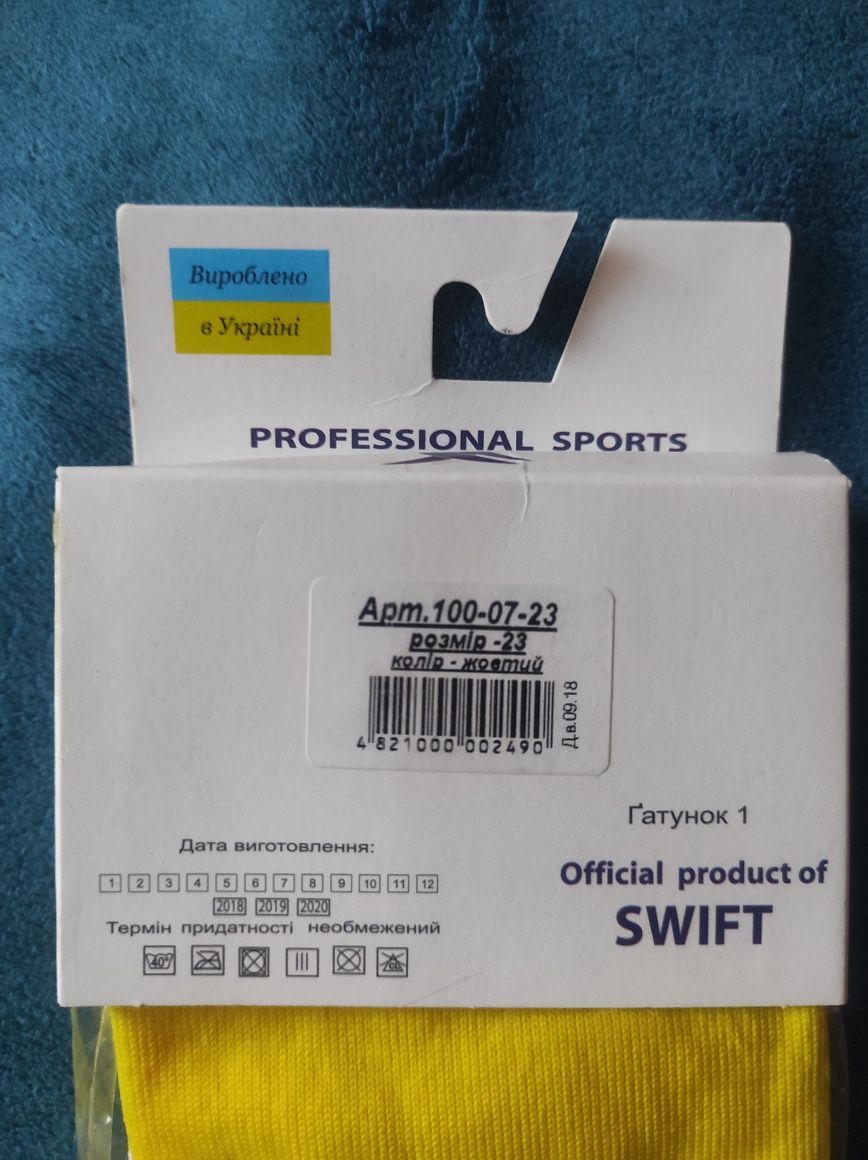 Вироблено
в Україні
PROFESSIONAL SPORTS
Арт.100-07-23
розмір -23
колір - жовтий
4 821000 002490
Д.в.09.18
Ґатунок 1
Дата виготовлення:
1 2 3 4 5 6 7 8 9 10 11 12
2018 2019 2020
Термін придатності необмежений
40°
Official product of
SWIFT